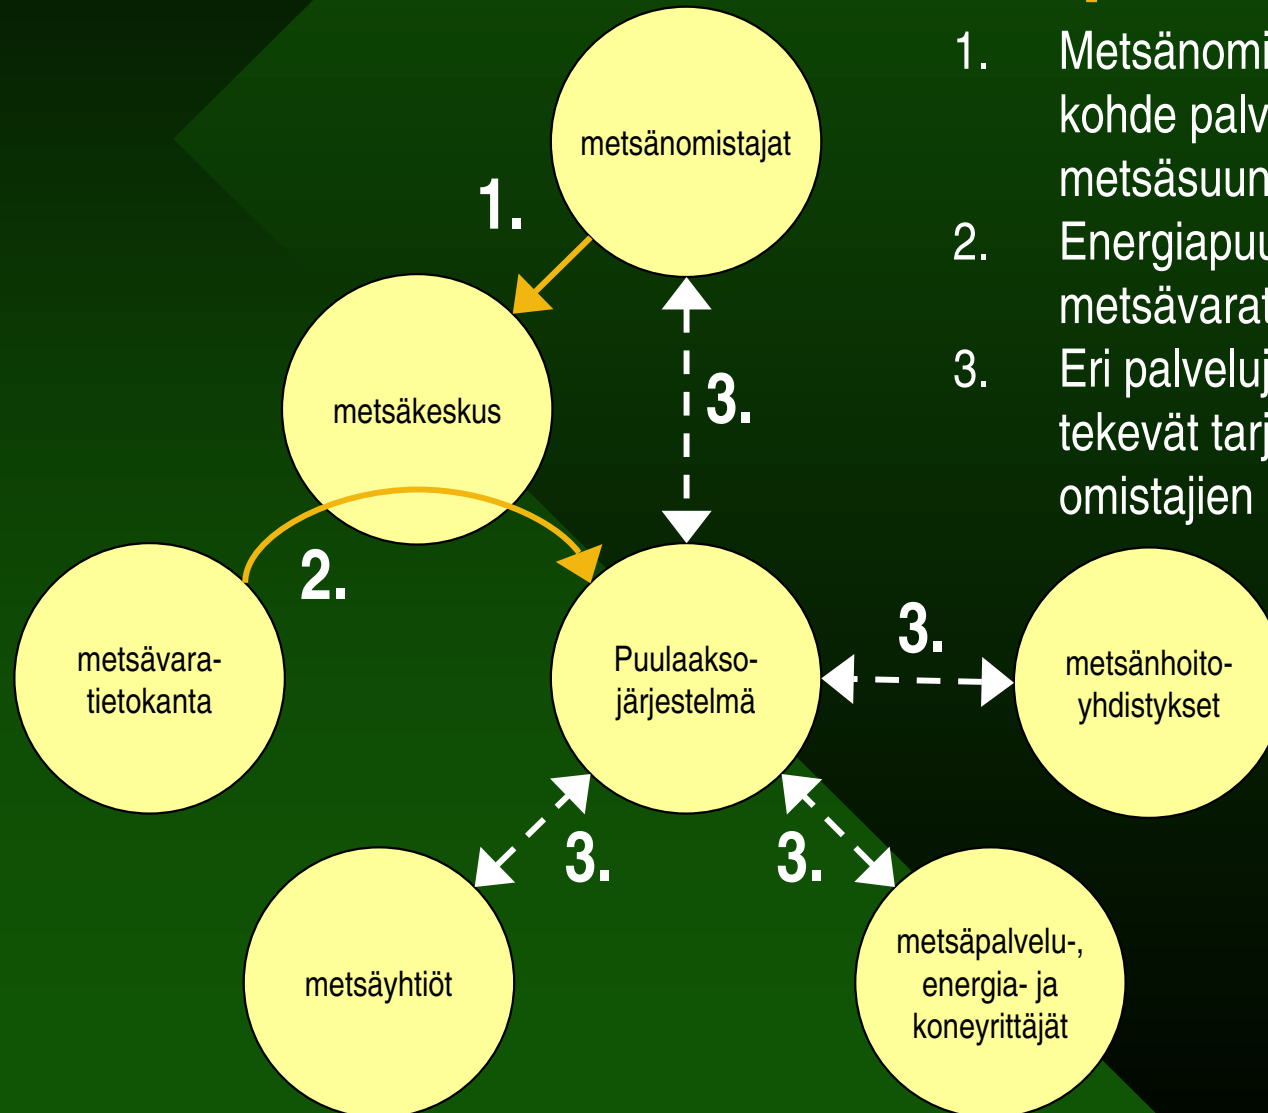 metsänomistajat
1.
metsäkeskus
3.
2.
metsävara-
tietokanta
Puulaakso-
järjestelmä
3.
metsänhoito-
yhdistykset
3.
3.
metsäyhtiöt
metsäpalvelu-,
energia- ja
koneyrittäjät
1. Metsänomi
kohde palv
metsäsuun
2. Energiapuu
metsävarat
3. Eri palveluj
tekevät tarj
omistajien